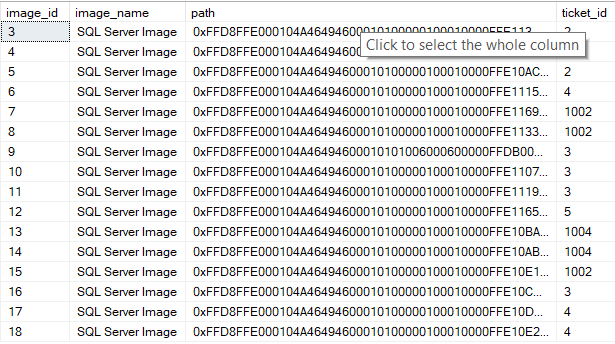 image_id image_name path ticket_id
3 SQL Server Image 0xFFD8FFE000104A46494600010100000100010000FFE113... 2
Click to select the whole column
4 SQL Server Image
5 SQL Server Image 0xFFD8FFE000104A46494600010100000100010000FFE10AC... 2
6 SQL Server Image 0xFFD8FFE000104A46494600010100000100010000FFE1115... 4
7 SQL Server Image 0xFFD8FFE000104A46494600010100000100010000FFE1169... 1002
8 SQL Server Image 0xFFD8FFE000104A46494600010100000100010000FFE1133... 1002
9 SQL Server Image 0xFFD8FFE000104A46494600010101006000600000FFDB00... 3
10 SQL Server Image 0xFFD8FFE000104A46494600010100000100010000FFE1107... 3
11 SQL Server Image 0xFFD8FFE000104A46494600010100000100010000FFE1119... 3
12 SQL Server Image 0xFFD8FFE000104A46494600010100000100010000FFE1165... 5
13 SQL Server Image 0xFFD8FFE000104A46494600010100000100010000FFE10BA... 1004
14 SQL Server Image 0xFFD8FFE000104A46494600010100000100010000FFE10AB... 1004
15 SQL Server Image 0xFFD8FFE000104A46494600010100000100010000FFE10E1... 1002
16 SQL Server Image 0xFFD8FFE000104A46494600010100000100010000FFE10C... 3
17 SQL Server Image 0xFFD8FFE000104A46494600010100000100010000FFE10D... 4
18 SQL Server Image 0xFFD8FFE000104A46494600010100000100010000FFE10E2... 4